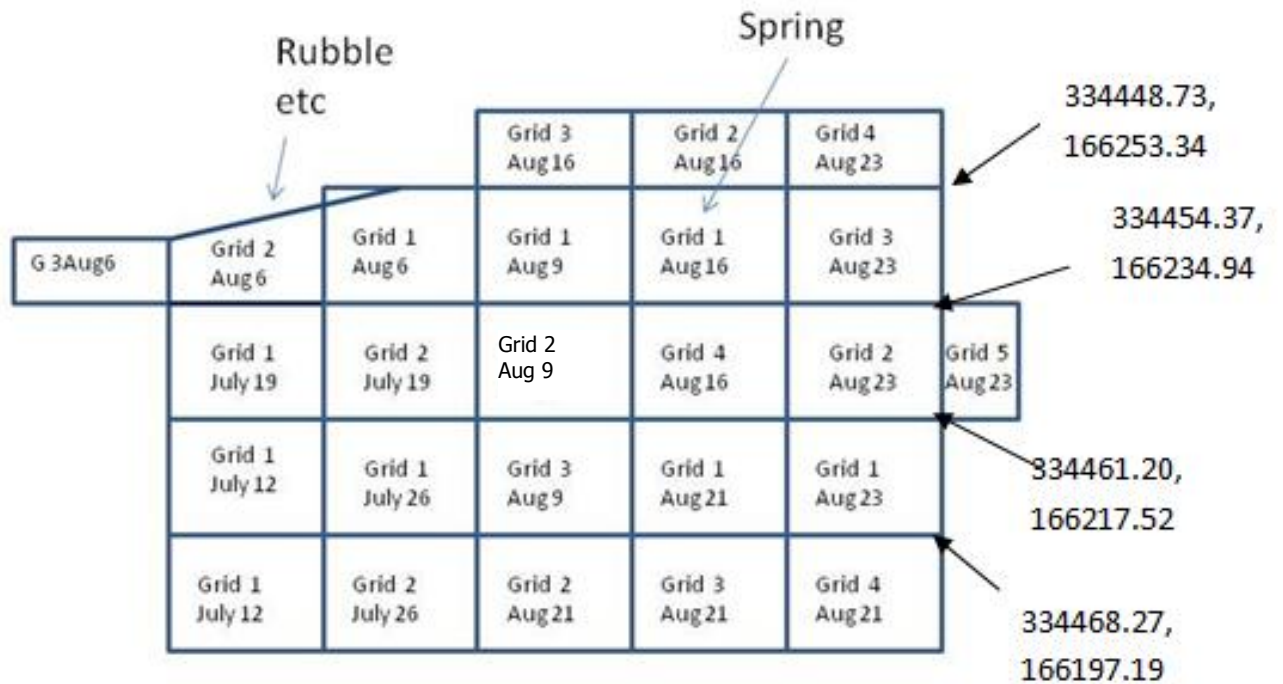 Rubble
etc
Spring
334448.73,
166253.34
Grid 3
Aug 16
Grid 2
Aug 16
Grid 4
Aug 23
334454.37,
166234.94
G 3Aug6
Grid 2
Aug 6
Grid 1
Aug 6
Grid 1
Aug 9
Grid 1
Aug 16
Grid 3
Aug 23
Grid 1
July 19
Grid 2
July 19
Grid 2
Aug 9
Grid 4
Aug 16
Grid 2
Aug 23
Grid 5
Aug 23
Grid 1
July 12
Grid 1
July 26
Grid 3
Aug 9
Grid 1
Aug 21
Grid 1
Aug 23
334461.20,
166217.52
Grid 1
July 12
Grid 2
July 26
Grid 2
Aug 21
Grid 3
Aug 21
Grid 4
Aug 21
334468.27,
166197.19